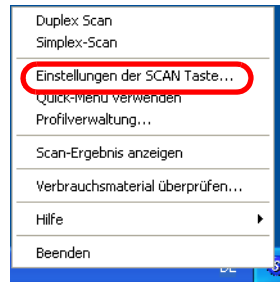 Duplex Scan
Simplex-Scan
Einstellungen der SCAN Taste...
Quick-Menü verwenden
Profilverwaltung...
Scan-Ergebnis anzeigen
Verbrauchsmaterial überprüfen...
Hilfe
Beenden
DE